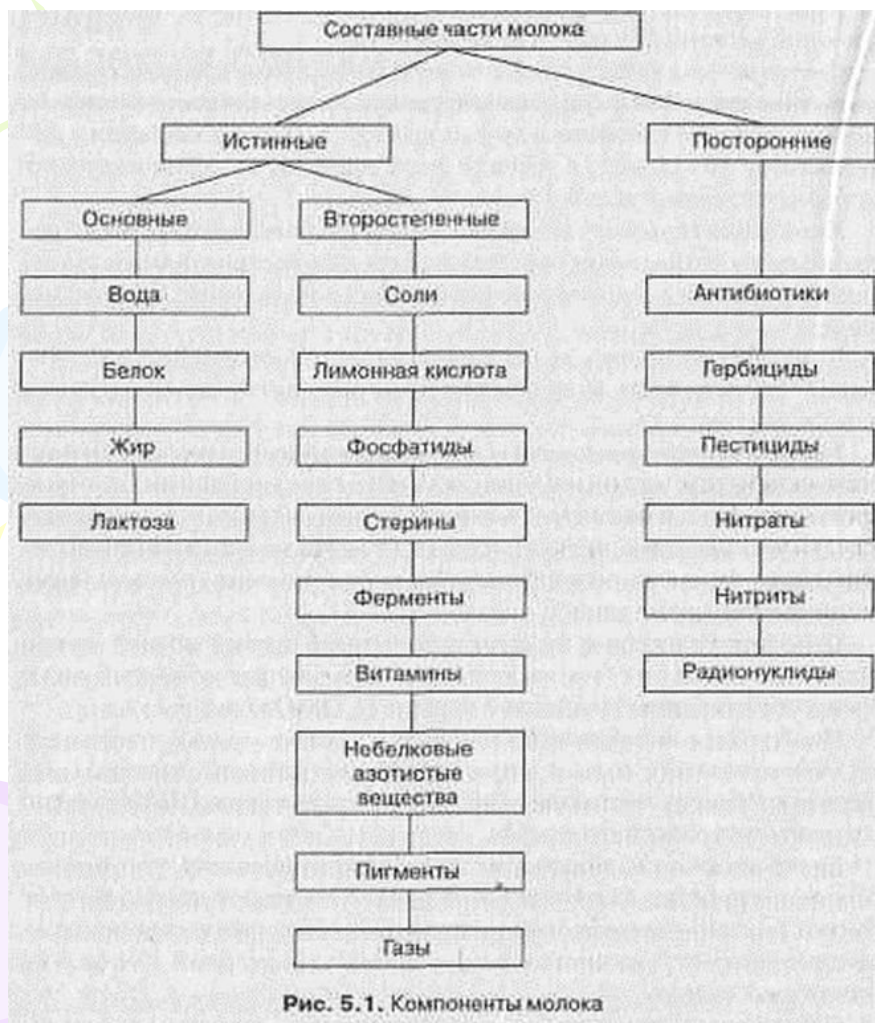 Составные части молока
Истинные
Посторонние
Основные
Второстепенные
Вода
Соли
Антибиотики
Белок
Лимонная кислота
Гербициды
Жир
Фосфатиды
Пестициды
Лактоза
Стерины
Нитраты
Ферменты
Нитриты
Витамины
Радионуклиды
Небелковые
азотистые
вещества
Пигменты
Газы
Рис. 5.1. Компоненты молока